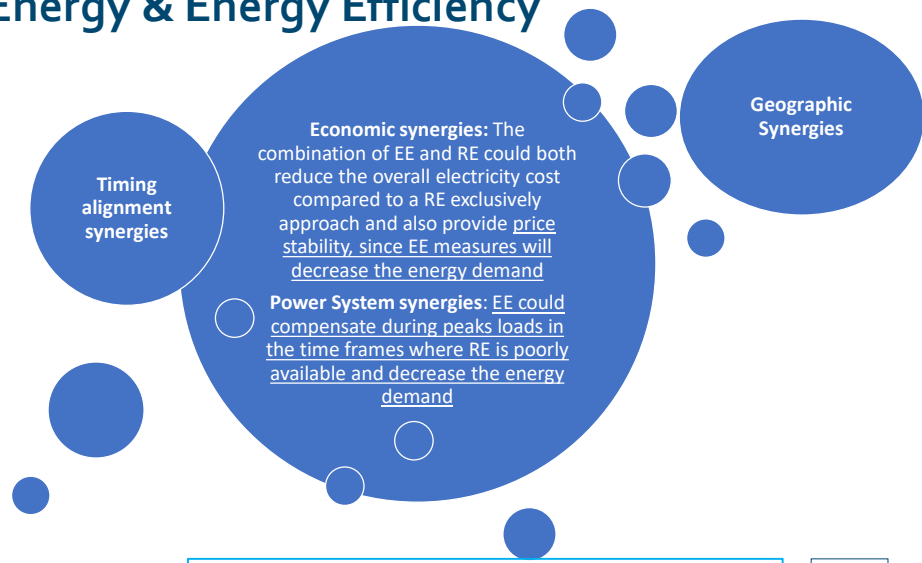 Energy & Energy Efficiency
Timing
alignment
synergies
Economic synergies: The
combination of EE and RE could both
reduce the overall electricity cost
compared to a RE exclusively
approach and also provide price
stability, since EE measures will
decrease the energy demand
Power System synergies: EE could
compensate during peaks loads in
the time frames where RE is poorly
available and decrease the energy
demand
Geographic
Synergies